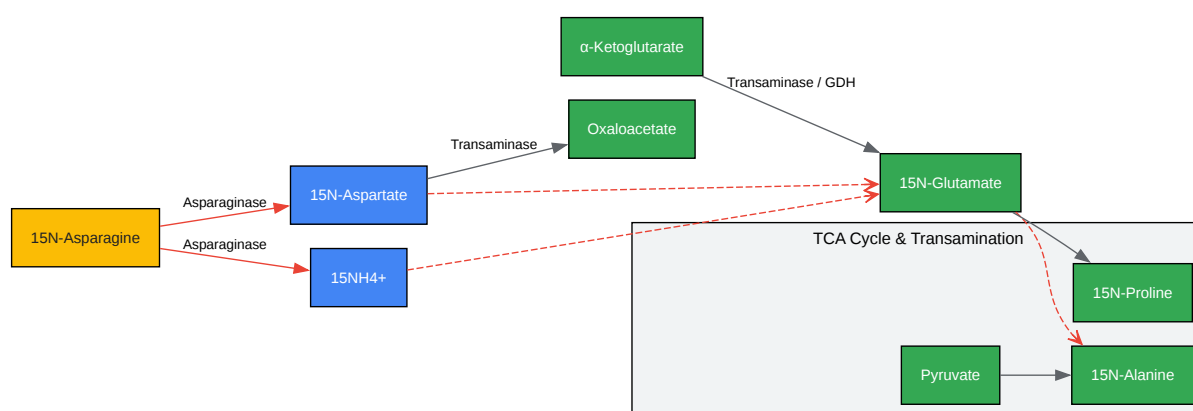 α-Ketoglutarate
Transaminase / GDH
Oxaloacetate
Transaminase
15N-Aspartate
15N-Glutamate
Asparaginase
15N-Asparagine
TCA Cycle & Transamination
Asparaginase
15NH4+
15N-Proline
Pyruvate
15N-Alanine